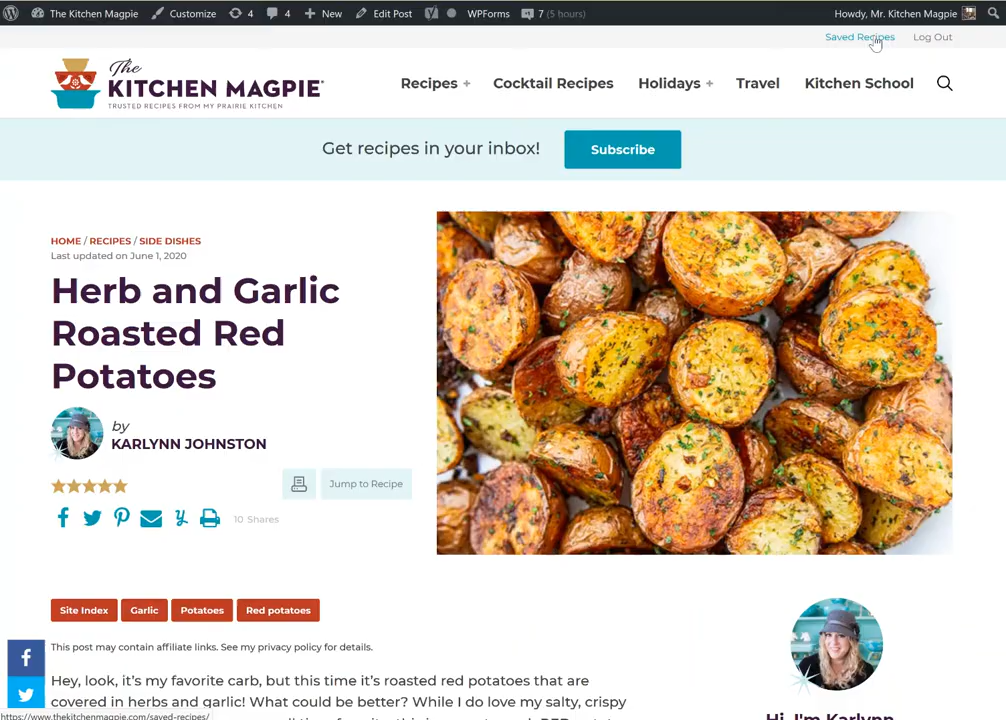 The Kitchen Magpie Customize 4 4 New Edit Post WPForms 7 (5 hours) Howdy, Mr. Kitchen Magpie
Saved Recipes Log Out
The
KITCHEN MAGPIE®
TRUSTED RECIPES FROM MY PRAIRIE KITCHEN
Recipes + Cocktail Recipes Holidays + Travel Kitchen School
Get recipes in your inbox! Subscribe
HOME / RECIPES / SIDE DISHES
Last updated on June 1, 2020
Herb and Garlic
Roasted Red
Potatoes
by
KARLYNN JOHNSTON
Jump to Recipe
10 Shares
Site Index Garlic Potatoes Red potatoes
This post may contain affiliate links. See my privacy policy for details.
Hey, look, it's my favorite carb, but this time it's roasted red potatoes that are
covered in herbs and garlic! What could be better? While I do love my salty, crispy
Hi, I'm Karlynn
https://www.thekitchenmagpie.com/saved-recipes/